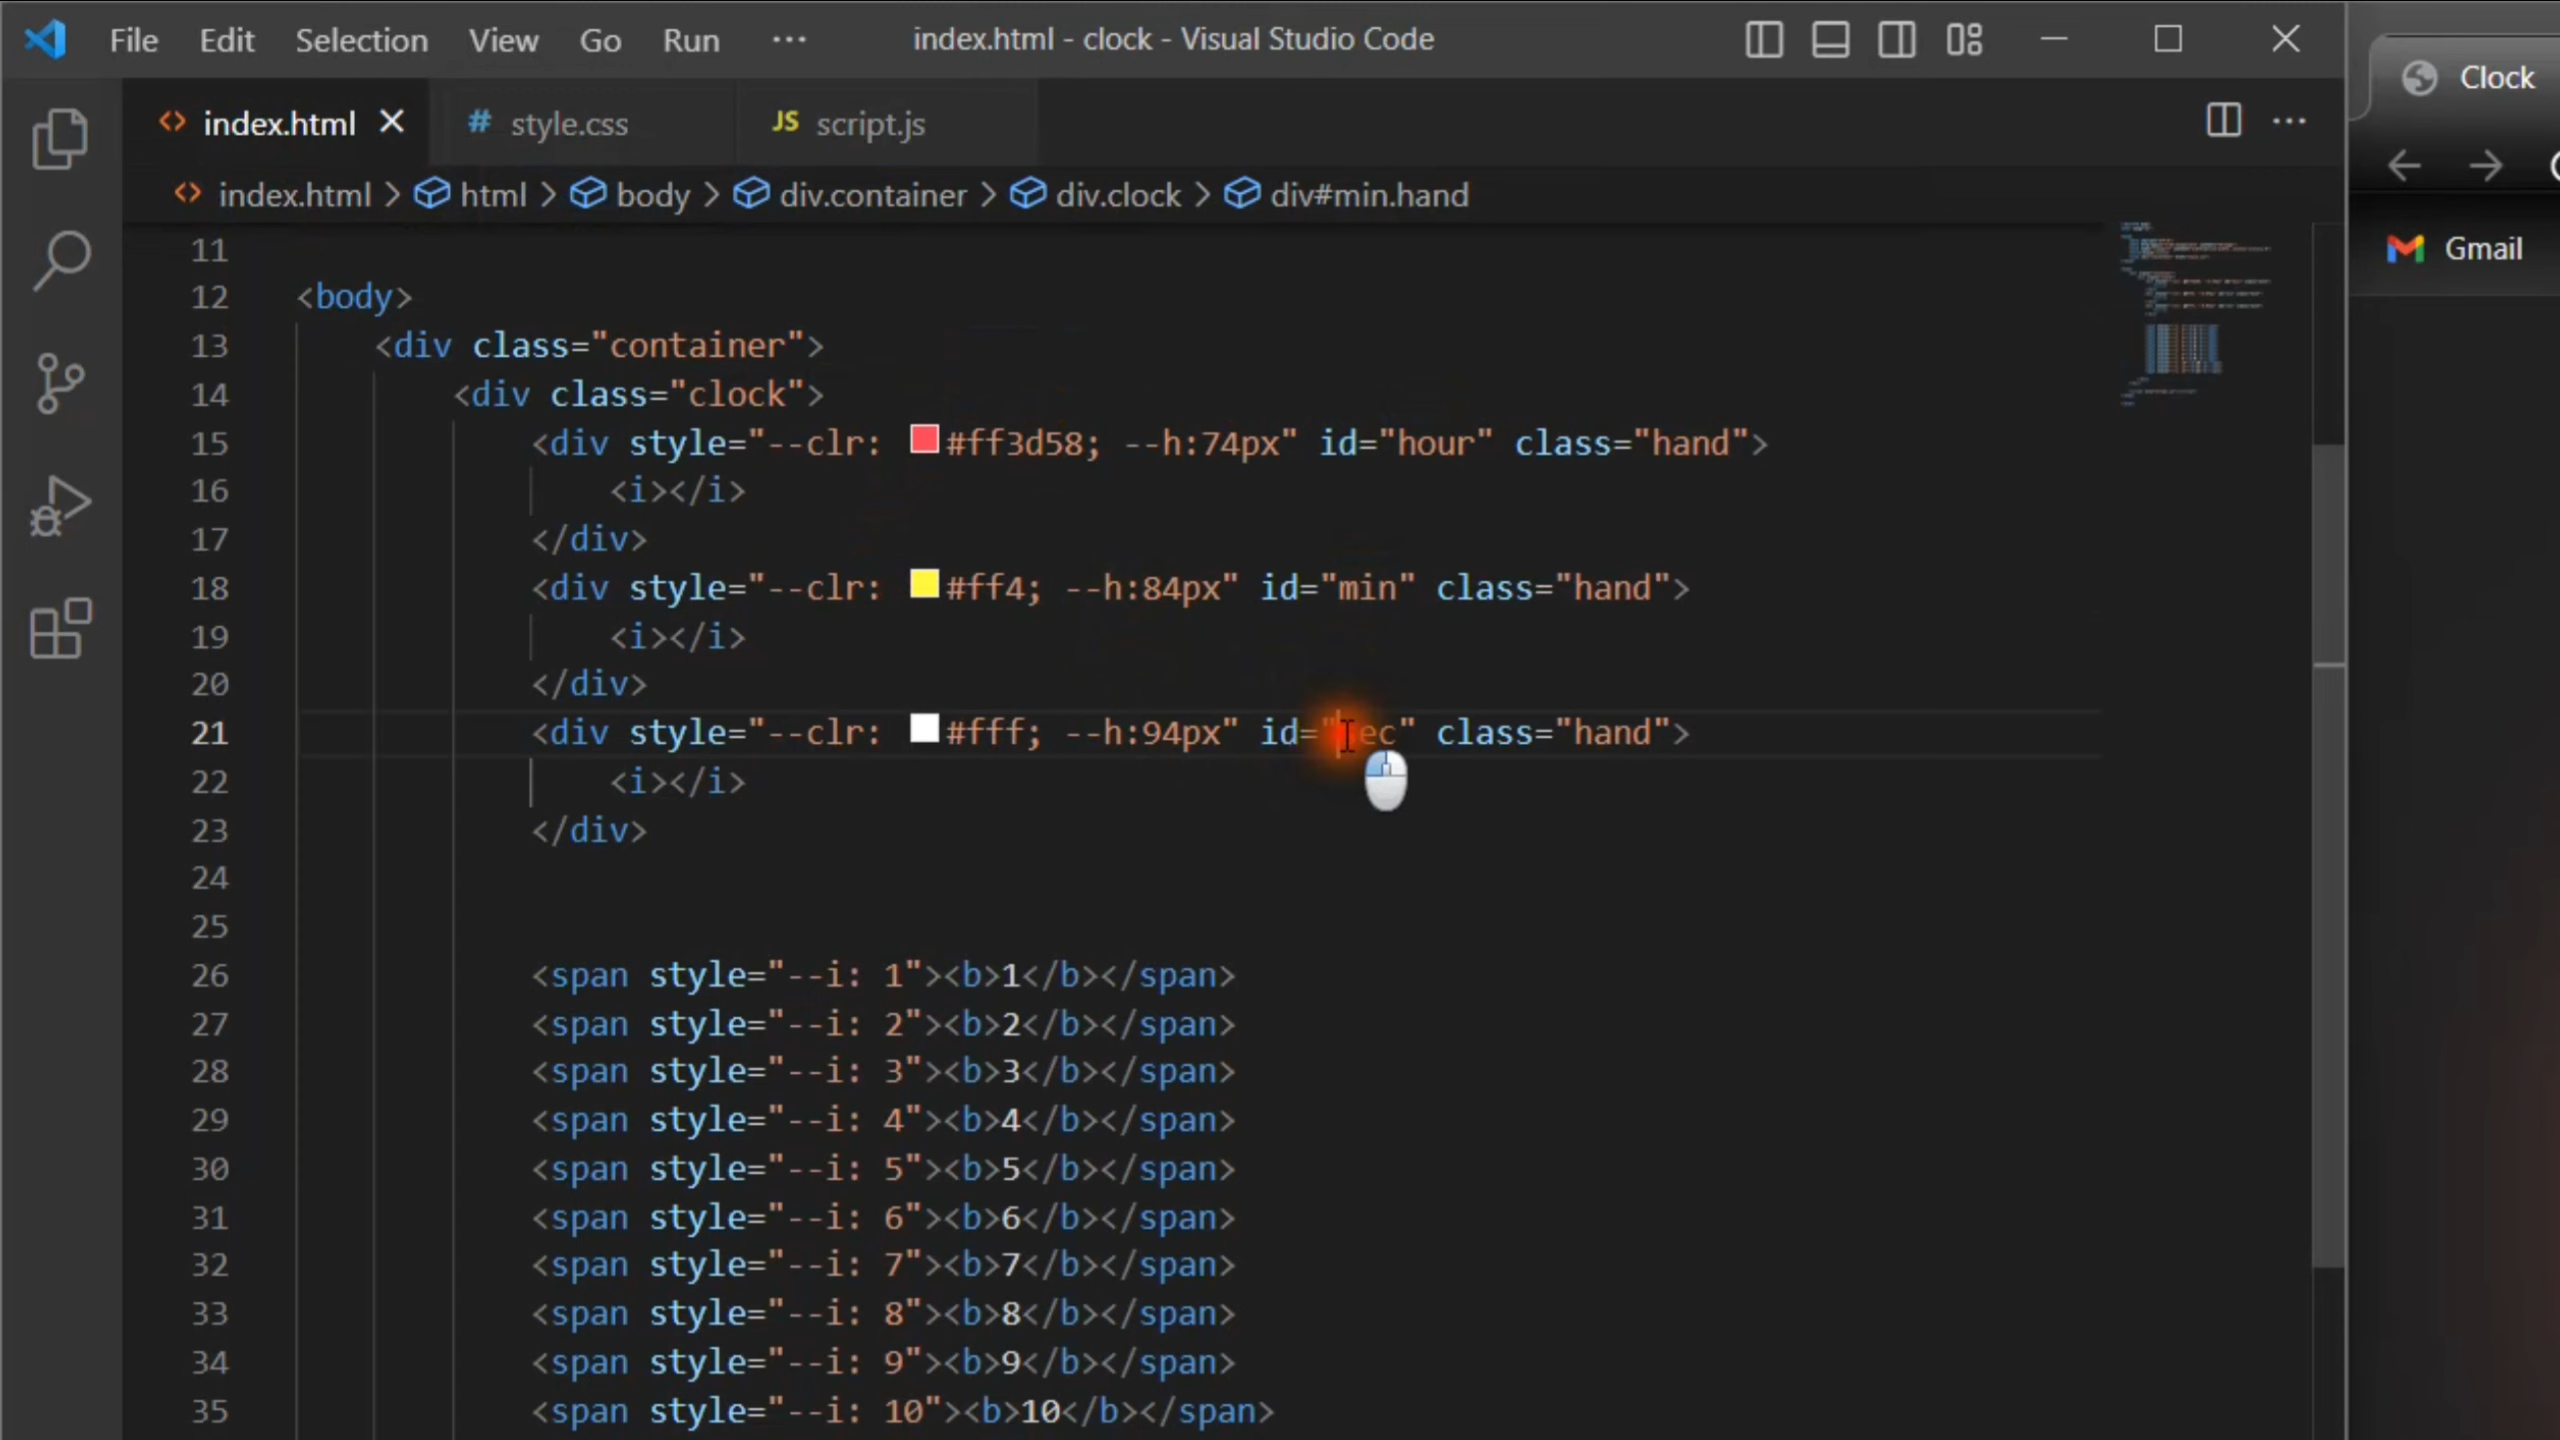 File Edit Selection View Go Run ··· index.html - clock - Visual Studio Code
Clock
index.html style.css JS script.js
index.html > html > body > div.container > div.clock > div#min.hand
Gmail
11
12 <body>
13 <div class="container">
14 <div class="clock">
15 <div style="--clr: #ff3d58; --h:74px" id="hour" class="hand">
16 <i></i>
17 </div>
18 <div style="--clr: #ff4; --h:84px" id="min" class="hand">
19 <i></i>
20 </div>
21 <div style="--clr: #fff; --h:94px" id="sec" class="hand">
22 <i></i>
23 </div>
24
25
26 <span style="--i: 1"><b>1</b></span>
27 <span style="--i: 2"><b>2</b></span>
28 <span style="--i: 3"><b>3</b></span>
29 <span style="--i: 4"><b>4</b></span>
30 <span style="--i: 5"><b>5</b></span>
31 <span style="--i: 6"><b>6</b></span>
32 <span style="--i: 7"><b>7</b></span>
33 <span style="--i: 8"><b>8</b></span>
34 <span style="--i: 9"><b>9</b></span>
35 <span style="--i: 10"><b>10</b></span>